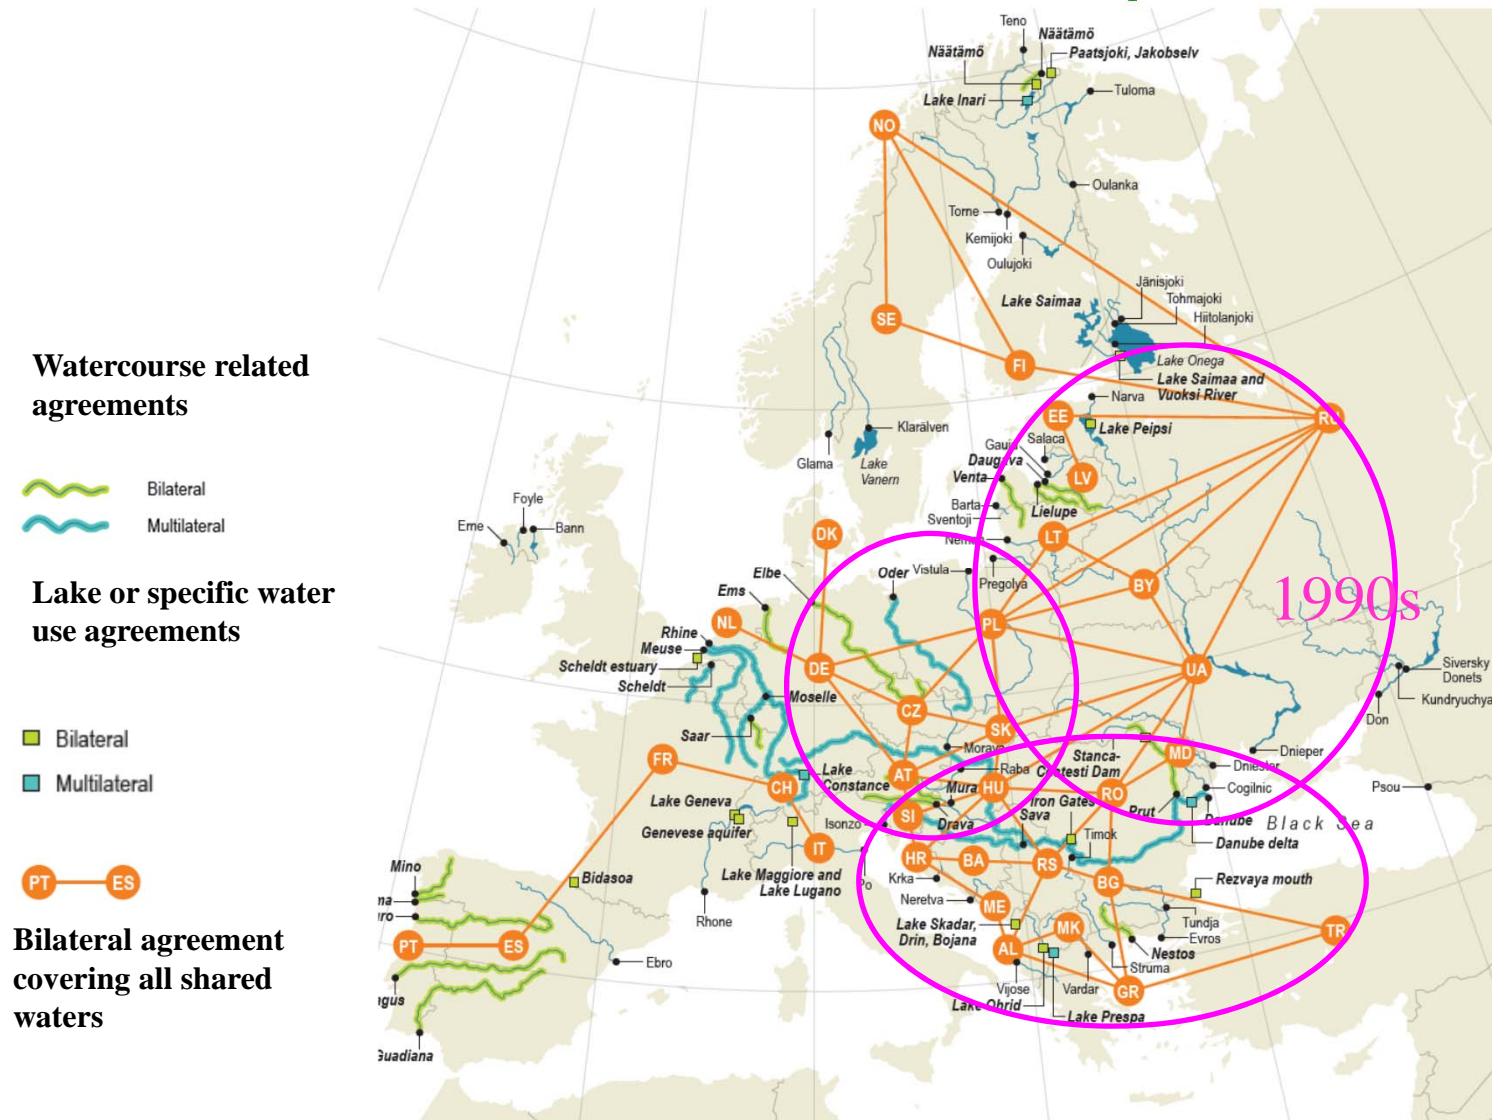 Watercourse related
agreements
Bilateral
Multilateral
Lake or specific water
use agreements
Bilateral
Multilateral
PT
ES
Bilateral agreement
covering all shared
waters
Teno
Näätämö
Näätämö
Paatsjoki, Jakobselv
Lake Inari
Tuloma
NO
Oulanka
Torne
Kemijoki
Oulujoki
Jänisjoki
Lake Saimaa
Tohmajoki
Hiitolanjoki
SE
FI
Lake Onega
Lake Saimaa and
Vuoksi River
Narva
EE
RU
Lake Peipsi
Klarälven
Glama
Lake
Vanern
Salaca
Gauja
Daugava
Venta
LV
Barta
Sventoji
Lielupe
Foyle
Erne
Bann
DK
LT
Pregolya
Elbe
Oder
Vistula
BY
1990s
Ems
NL
PL
Rhine
Meuse
Scheldt estuary
Scheldt
DE
UA
Siversky
Donets
Kundryuchya
Don
Moselle
CZ
SK
Saar
Morava
Stanca-
Costesti Dam
MD
Dnieper
Dniester
FR
Raba
AT
Lake
Constance
CH
Mura
HU
RO
Cogilnic
Psou
Lake Geneva
Genevese aquifer
Isonzo
SI
Drava
Iron Gates
Sava
Prut
Danube
Black Sea
Danube delta
Timok
IT
HR
BA
RS
Po
Mino
Bidasoa
Lake Maggiore and
Lake Lugano
Krka
BG
Rezvaya mouth
Rhone
Neretva
ME
Lake Skadar,
Drin, Bojana
MK
Tundja
Evros
TR
PT
ES
AL
Nestos
Struma
Ebro
Vijose
Vardar
GR
Lake Ohrid
Lake Prespa
Guadiana